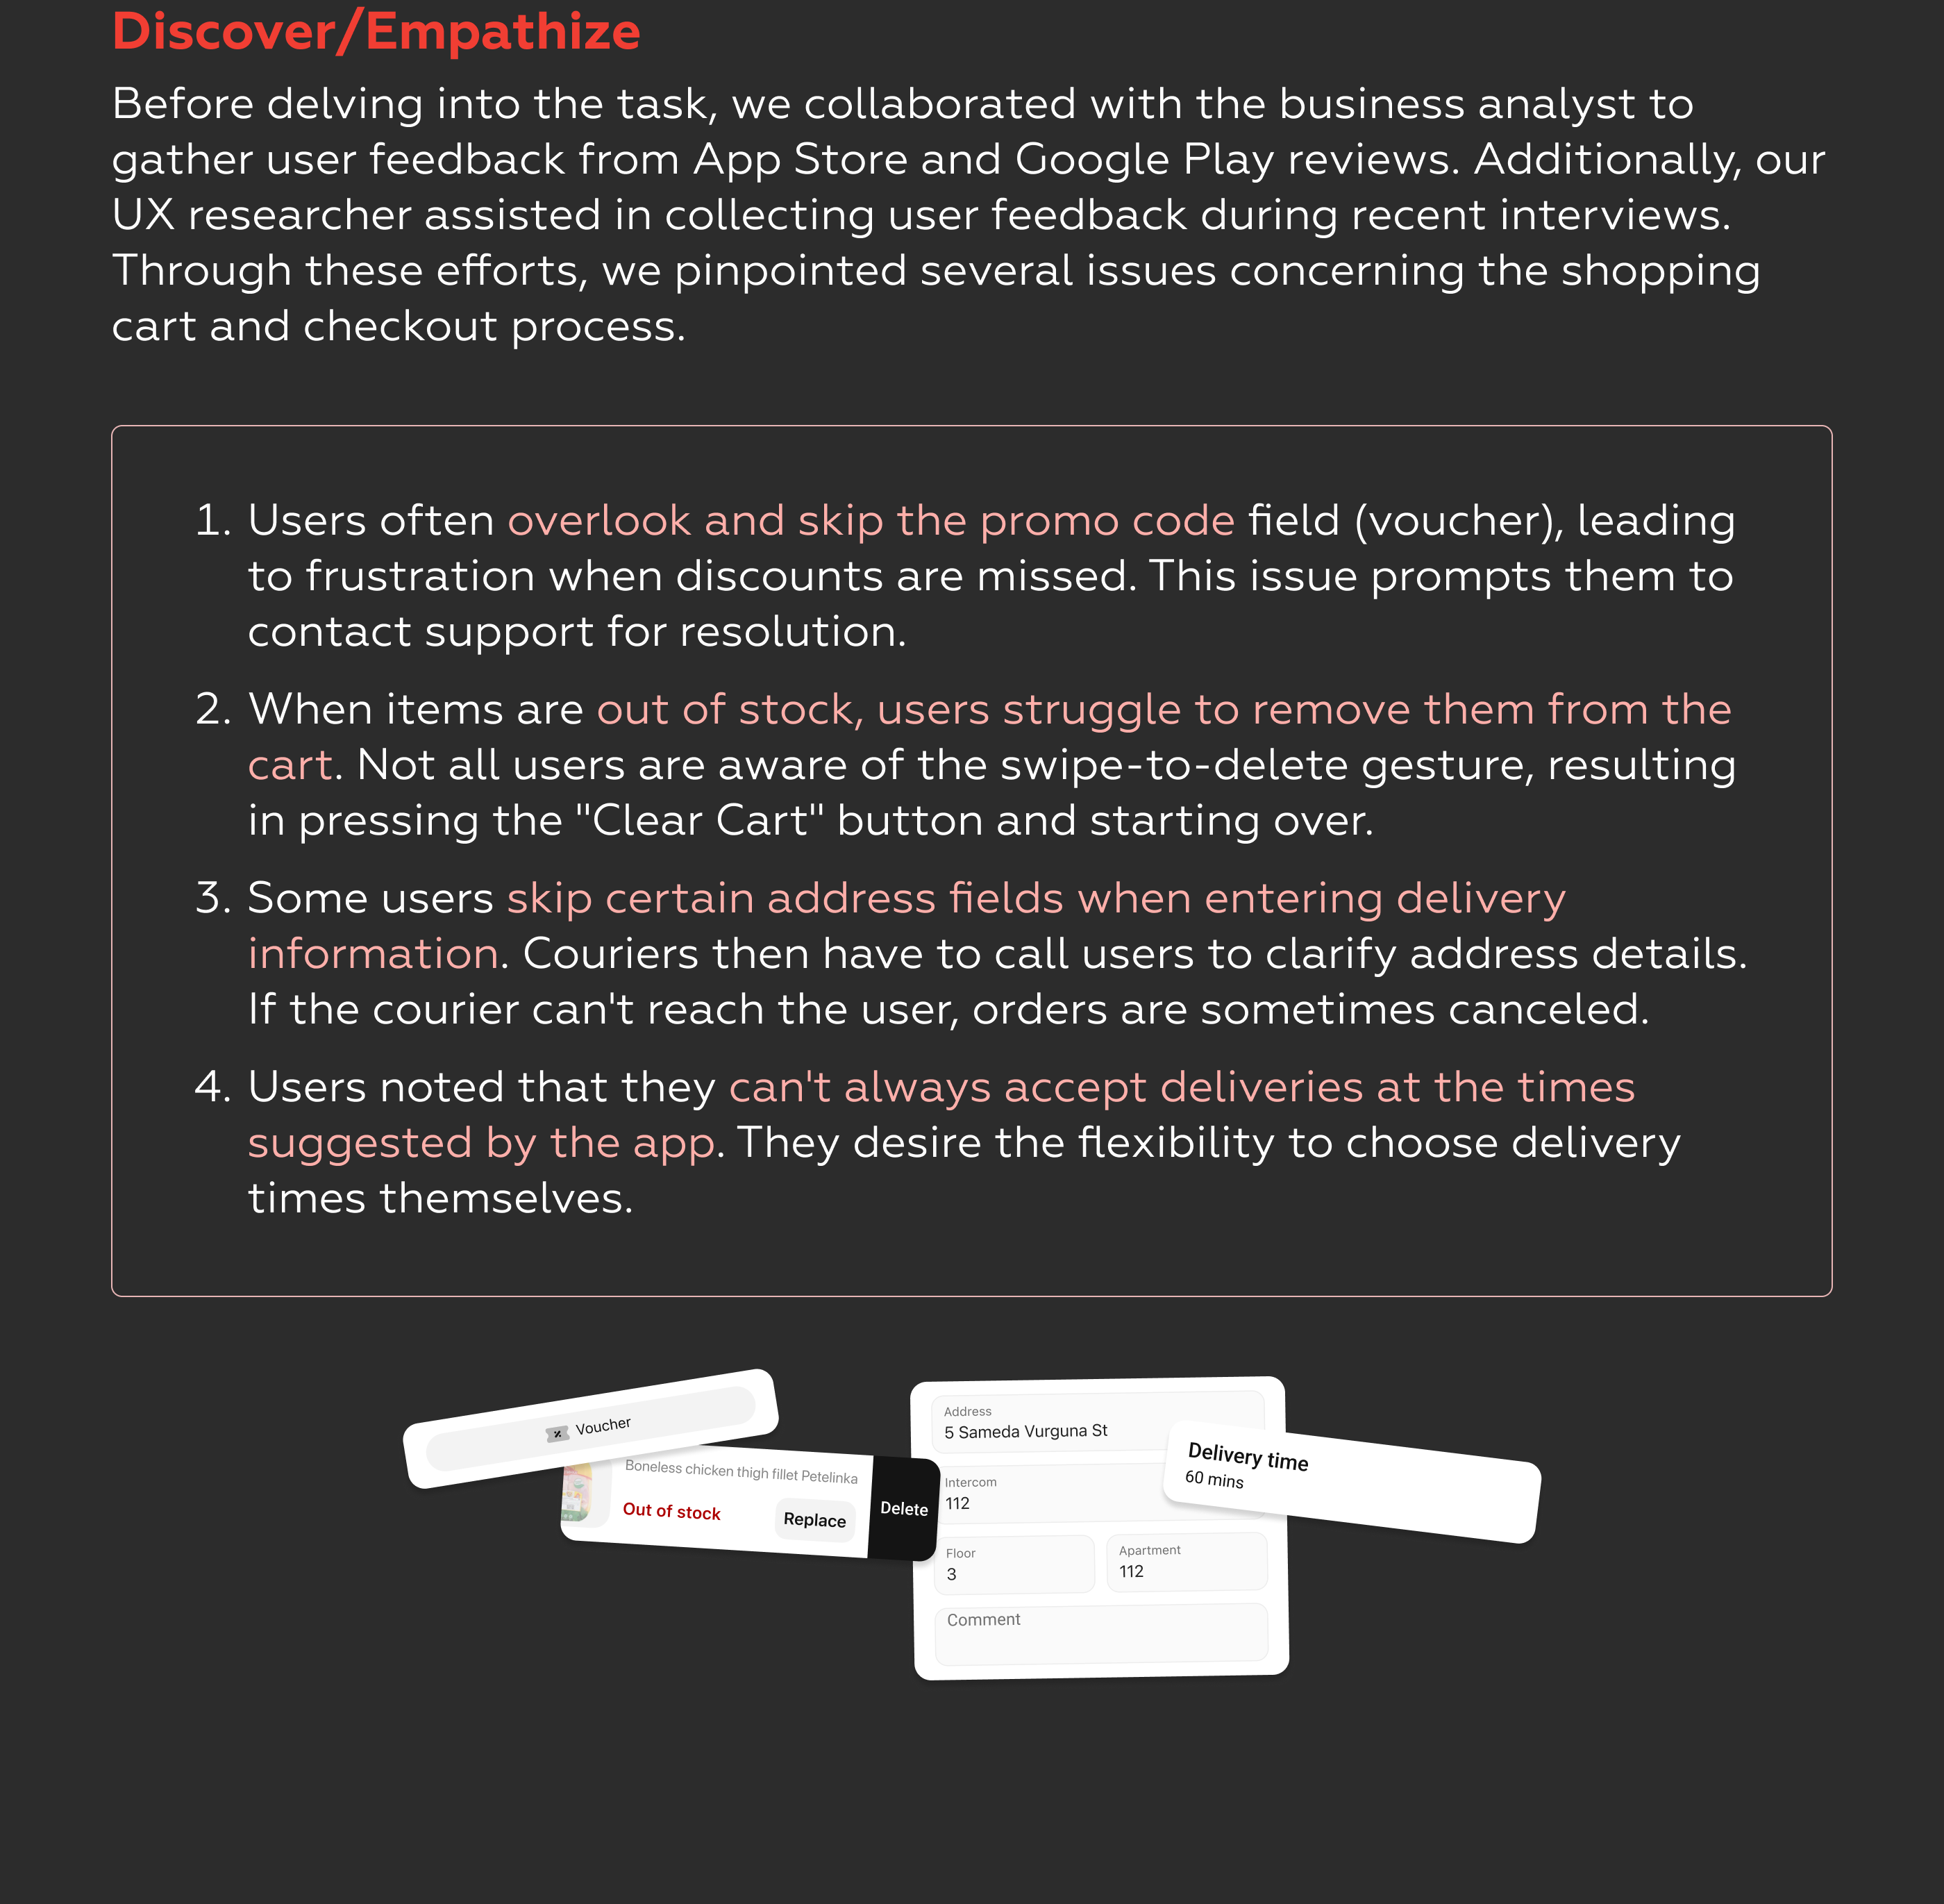 Discover/Empathize
Before delving into the task, we collaborated with the business analyst to
gather user feedback from App Store and Google Play reviews. Additionally, our
UX researcher assisted in collecting user feedback during recent interviews.
Through these efforts, we pinpointed several issues concerning the shopping
cart and checkout process.
1. Users often overlook and skip the promo code field (voucher), leading
to frustration when discounts are missed. This issue prompts them to
contact support for resolution.
2. When items are out of stock, users struggle to remove them from the
cart. Not all users are aware of the swipe-to-delete gesture, resulting
in pressing the "Clear Cart" button and starting over.
3. Some users skip certain address fields when entering delivery
information. Couriers then have to call users to clarify address details.
If the courier can't reach the user, orders are sometimes canceled.
4. Users noted that they can't always accept deliveries at the times
suggested by the app. They desire the flexibility to choose delivery
times themselves.
Voucher
Boneless chicken thigh fillet Petelinka
Out of stock
Replace
Delete
Address
5 Sameda Vurguna St
Intercom
112
Floor
3
Apartment
112
Comment
Delivery time
60 mins